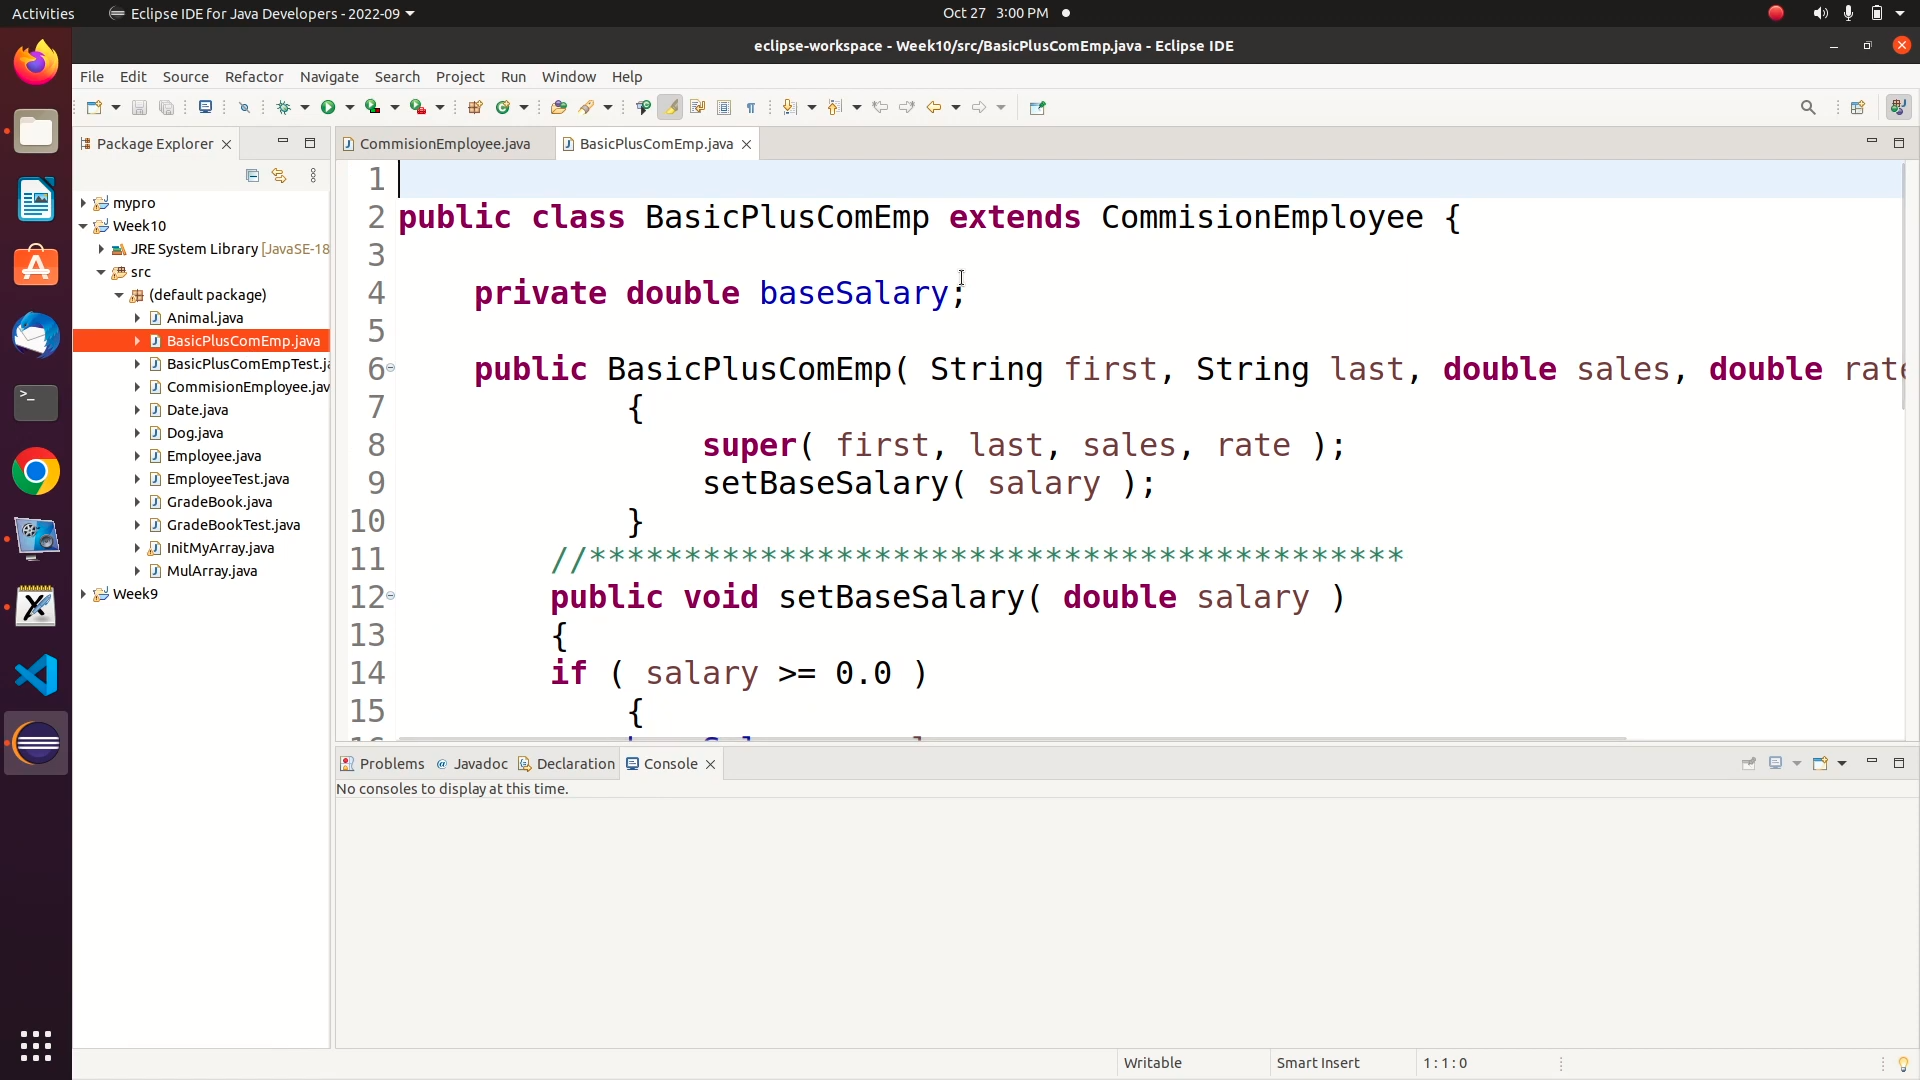 Activities
Eclipse IDE for Java Developers - 2022-09
Oct 27 3:00 PM
eclipse-workspace - Week10/src/BasicPlusComEmp.java - Eclipse IDE
File Edit Source Refactor Navigate Search Project Run Window Help
Package Explorer
CommisionEmployee.java
BasicPlusComEmp.java
mypro
Week10
JRE System Library [JavaSE-18
src
(default package)
Animal.java
BasicPlusComEmp.java
BasicPlusComEmpTest.ja
CommisionEmployee.jav
Date.java
Dog.java
Employee.java
EmployeeTest.java
GradeBook.java
GradeBookTest.java
InitMyArray.java
MulArray.java
Week9
1
2 public class BasicPlusComEmp extends CommisionEmployee {
3
4 private double baseSalary;
5
6 public BasicPlusComEmp( String first, String last, double sales, double rate
7 {
8 super( first, last, sales, rate );
9 setBaseSalary( salary );
10 }
11 //*******************************************
12 public void setBaseSalary( double salary )
13 {
14 if ( salary >= 0.0 )
15 {
Problems
Javadoc
Declaration
Console
No consoles to display at this time.
Writable
Smart Insert
1 : 1 : 0